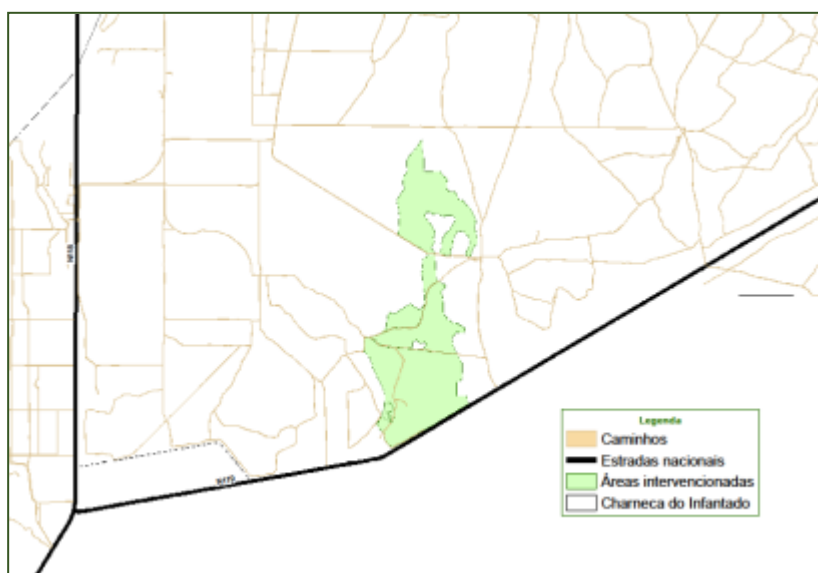 Legenda
Caminhos
Estradas nacionais
Áreas intervencionadas
Charneca do Infantado